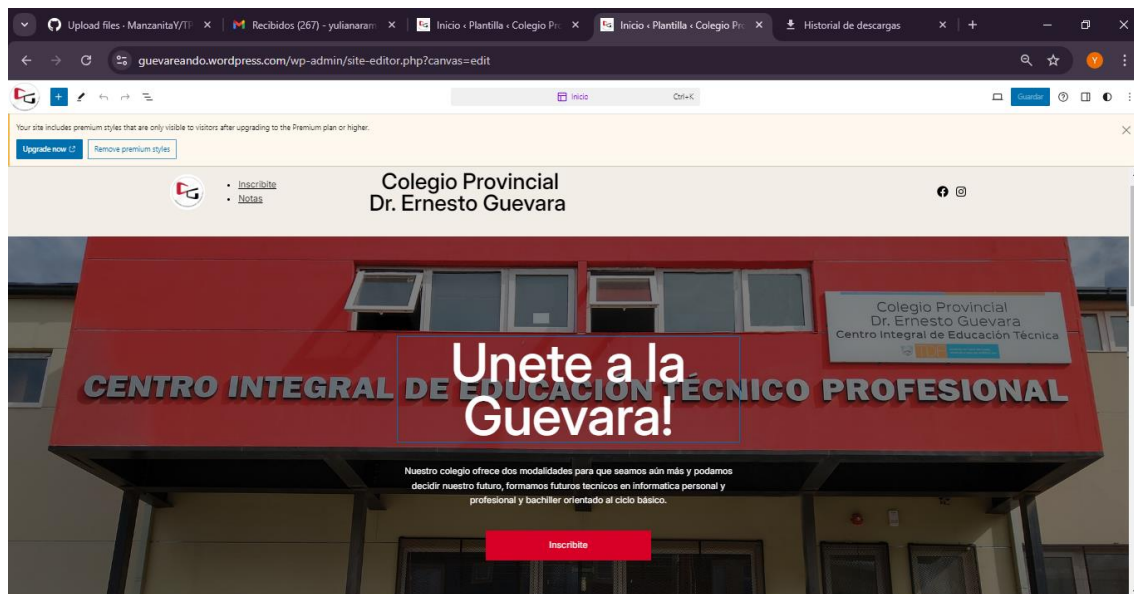 Upload files · ManzanitaY/TP
Recibidos (267) - yulianaram
Inicio ‹ Plantilla ‹ Colegio Pro
Inicio ‹ Plantilla ‹ Colegio Pro
Historial de descargas
guevareando.wordpress.com/wp-admin/site-editor.php?canvas=edit
Y
Inicio
Ctrl+K
Guardar
Your site includes premium styles that are only visible to visitors after upgrading to the Premium plan or higher.
Upgrade now
Remove premium styles
Inscribite
Notas
Colegio Provincial
Dr. Ernesto Guevara
Colegio Provincial
Dr. Ernesto Guevara
Centro Integral de Educación Técnica
CENTRO INTEGRAL DE EDUCACIÓN TÉCNICO PROFESIONAL
Unete a la
Guevara!
Nuestro colegio ofrece dos modalidades para que seamos aún más y podamos
decidir nuestro futuro, formamos futuros tecnicos en informatica personal y
profesional y bachiller orientado al ciclo básico.
Inscribite